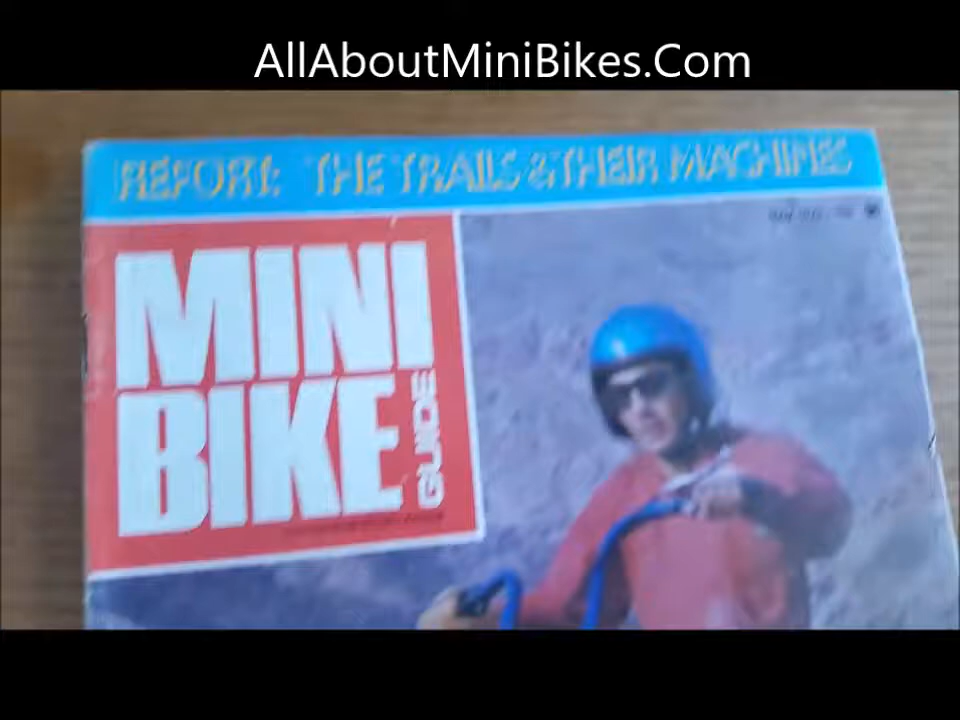 AllAboutMiniBikes.Com
REPORT: THE TRAILS & THEIR MACHINES
MINI
BIKE
GUIDE